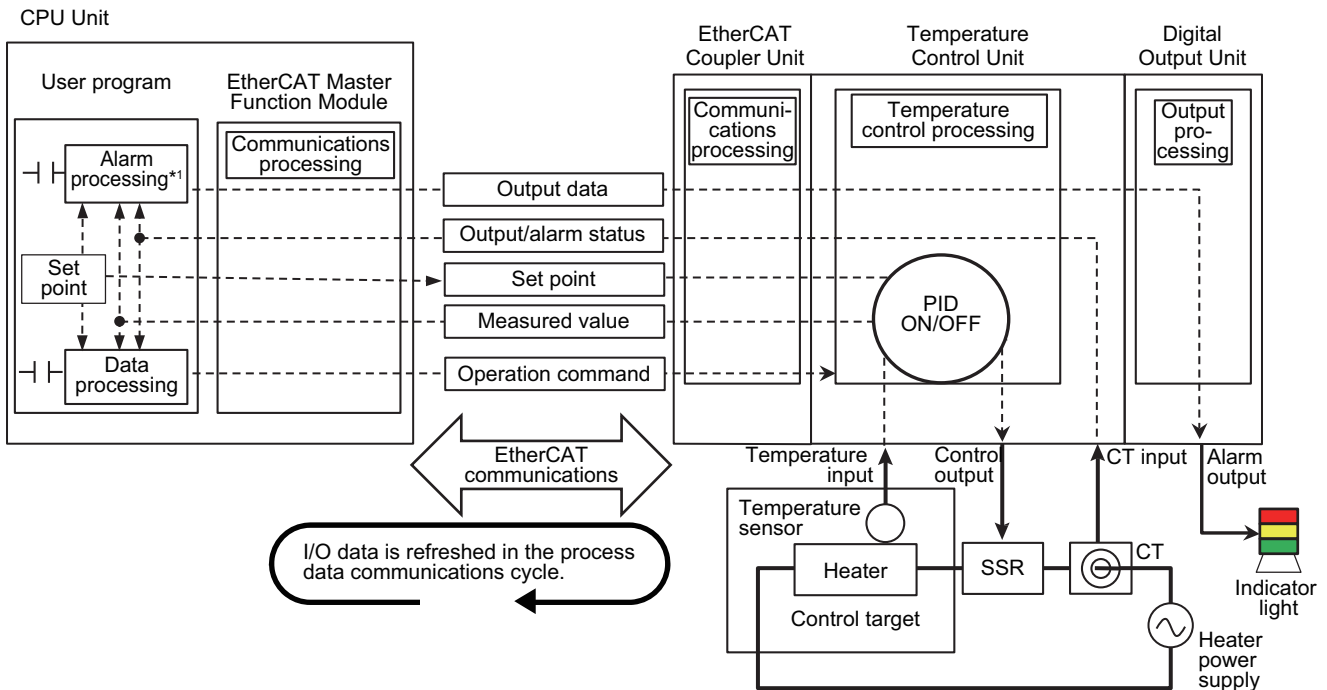 CPU Unit
User program
EtherCAT Master
Function Module
Alarm
processing*1
Set
point
Data
processing
Communications
processing
Output data
Output/alarm status
Set point
Measured value
Operation command
EtherCAT
communications
I/O data is refreshed in the process
data communications cycle.
EtherCAT
Coupler Unit
Communi-
cations
processing
Temperature
Control Unit
Temperature
control processing
PID
ON/OFF
Digital
Output Unit
Output
pro-
cessing
Temperature
input
Control
output
CT input
Alarm
output
Temperature
sensor
Heater
Control target
SSR
CT
Heater
power
supply
Indicator
light